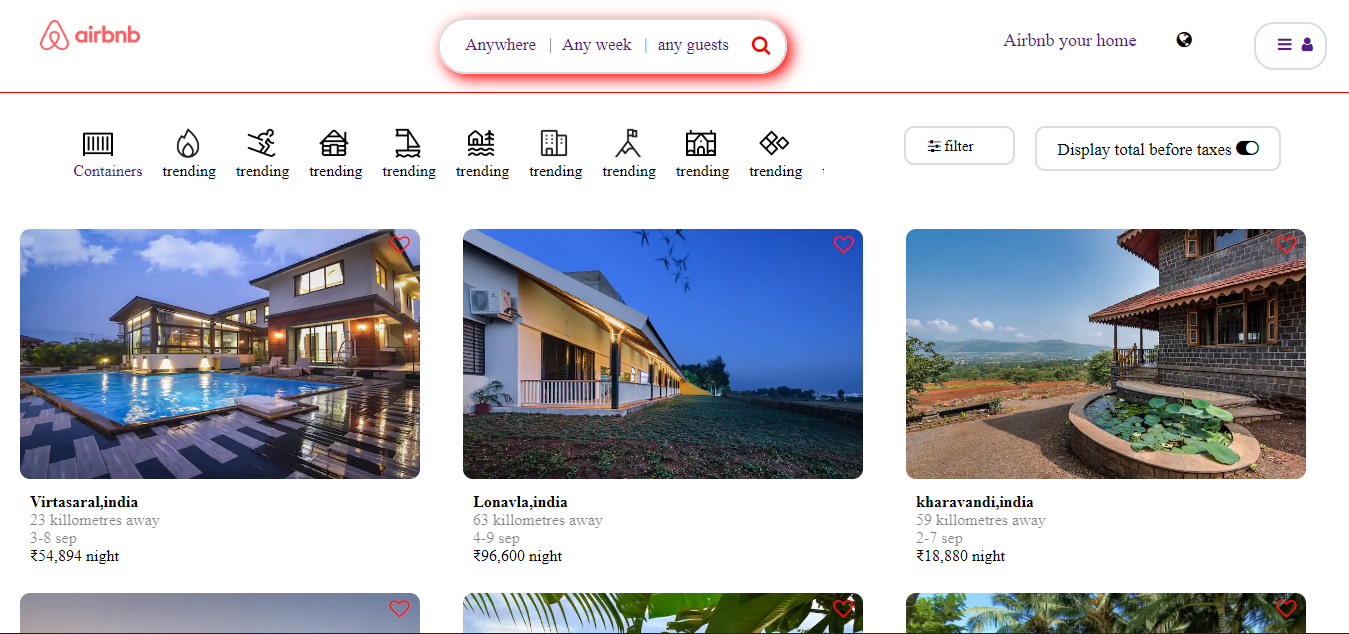 airbnb
Anywhere | Any week | any guests
Airbnb your home
Containers
trending
trending
trending
trending
trending
trending
trending
trending
trending
filter
Display total before taxes
Virtasaral,india
23 killometres away
3-8 sep
₹54,894 night
Lonavla,india
63 killometres away
4-9 sep
₹96,600 night
kharavandi,india
59 killometres away
2-7 sep
₹18,880 night